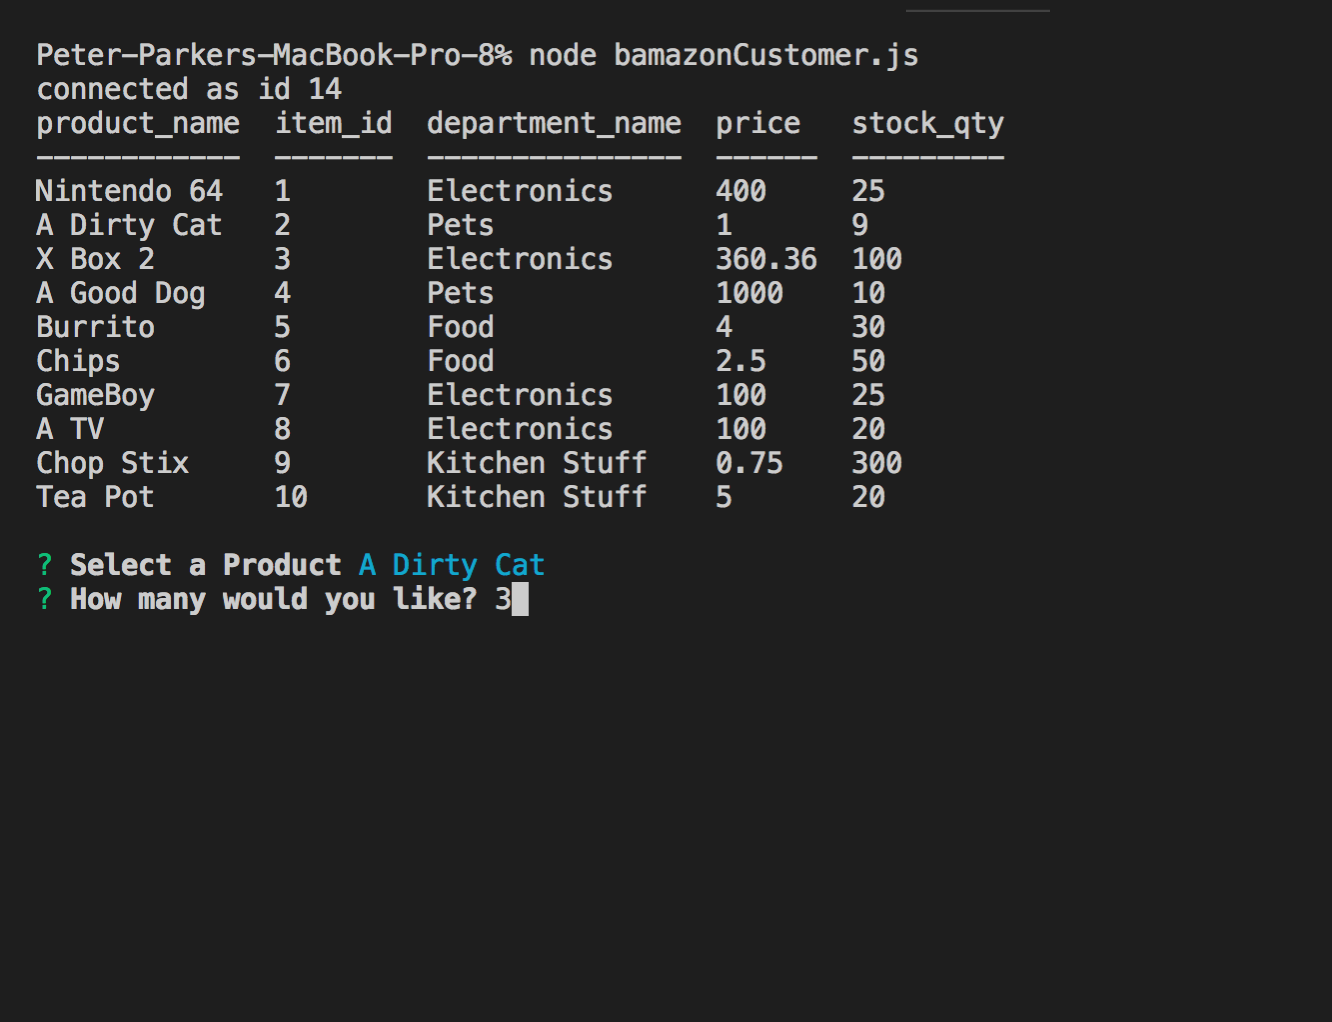 Peter-Parkers-MacBook-Pro-8% node bamazonCustomer.js
connected as id 14
product_name  item_id  department_name  price   stock_qty
------------  -------  ---------------  ------  ---------
Nintendo 64   1        Electronics      400     25
A Dirty Cat   2        Pets             1       9
X Box 2       3        Electronics      360.36  100
A Good Dog    4        Pets             1000    10
Burrito       5        Food             4       30
Chips         6        Food             2.5     50
GameBoy       7        Electronics      100     25
A TV          8        Electronics      100     20
Chop Stix     9        Kitchen Stuff    0.75    300
Tea Pot       10       Kitchen Stuff    5       20
? Select a Product A Dirty Cat
? How many would you like? 3